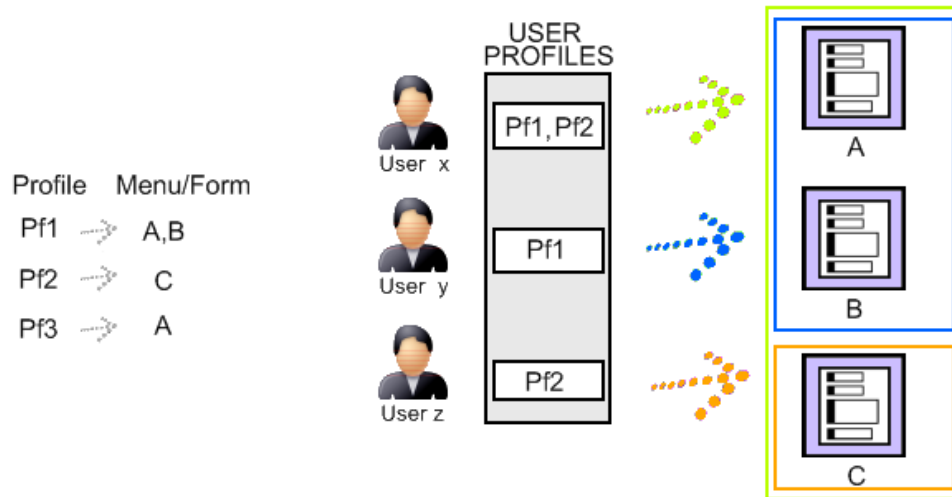 Profile Menu/Form
Pf1 A,B
Pf2 C
Pf3 A
USER
PROFILES
User x
Pf1,Pf2
User y
Pf1
User z
Pf2
A
B
C